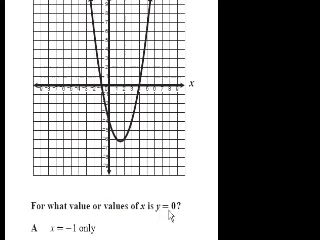 x
For what value or values of x is y = 0?
A x = −1 only